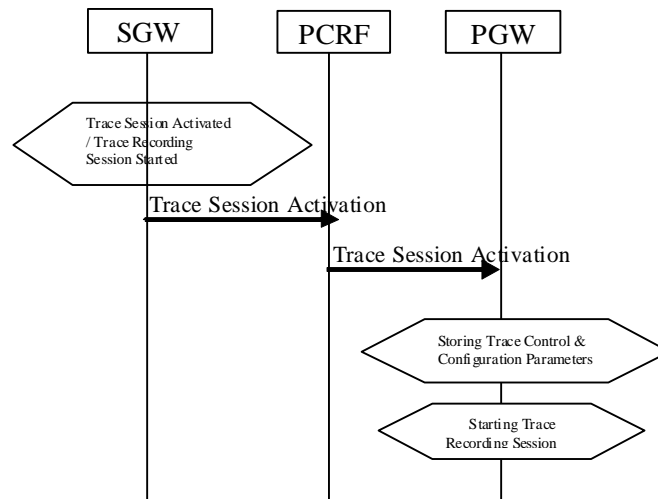 SGW
PCRF
PGW
Trace Session Activated
/ Trace Recording
Session Started
Trace Session Activation
Trace Session Activation
Storing Trace Control &
Configuration Parameters
Starting Trace
Recording Session